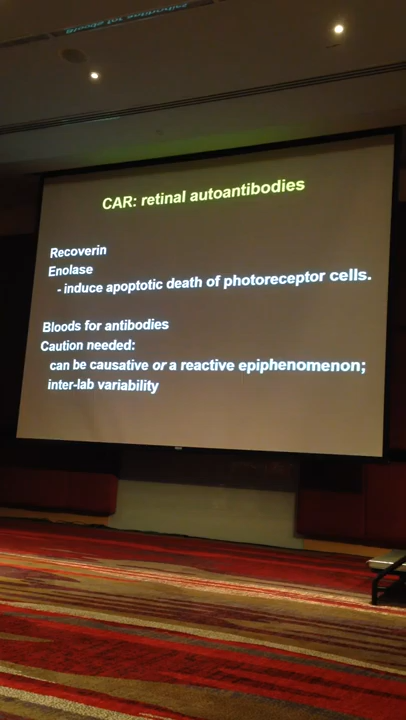 CAR: retinal autoantibodies
Recoverin
Enolase
- induce apoptotic death of photoreceptor cells.
Bloods for antibodies
Caution needed:
can be causative or a reactive epiphenomenon;
inter-lab variability